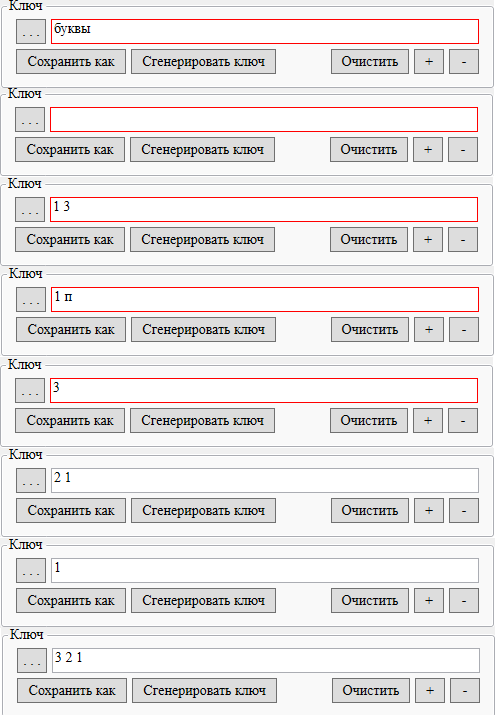 Ключ
. . . буквы
Сохранить как Сгенерировать ключ Очистить + -
Ключ
. . .
Сохранить как Сгенерировать ключ Очистить + -
Ключ
. . . 1 3
Сохранить как Сгенерировать ключ Очистить + -
Ключ
. . . 1 п
Сохранить как Сгенерировать ключ Очистить + -
Ключ
. . . 3
Сохранить как Сгенерировать ключ Очистить + -
Ключ
. . . 2 1
Сохранить как Сгенерировать ключ Очистить + -
Ключ
. . . 1
Сохранить как Сгенерировать ключ Очистить + -
Ключ
. . . 3 2 1
Сохранить как Сгенерировать ключ Очистить + -